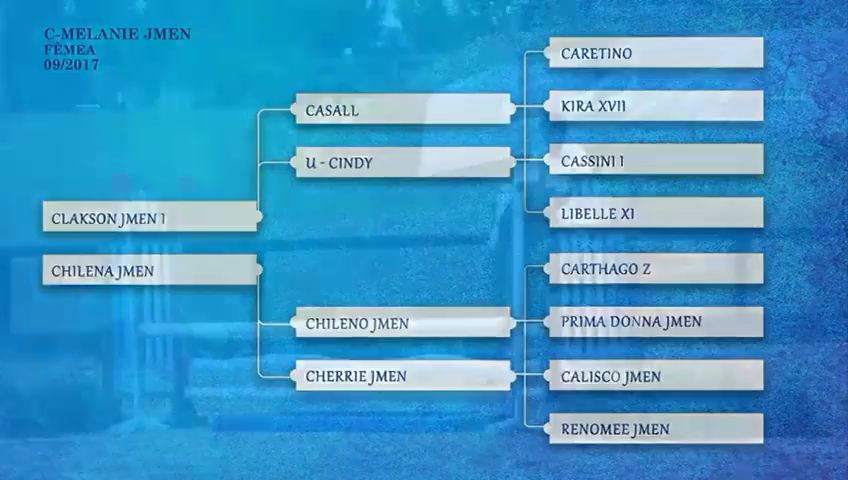 C-MELANIE JMEN
FÊMEA
09/2017
CARETINO
CASALL
KIRA XVII
U - CINDY
CASSINI I
CLAKSON JMEN I
LIBELLE XI
CHILENA JMEN
CARTHAGO Z
CHILENO JMEN
PRIMA DONNA JMEN
CHERRIE JMEN
CALISCO JMEN
RENOMEE JMEN